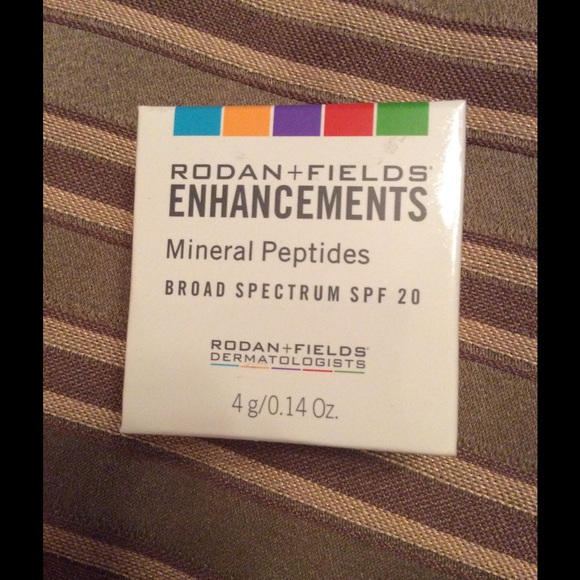 RODAN+FIELDS®
ENHANCEMENTS
Mineral Peptides
BROAD SPECTRUM SPF 20
RODAN+FIELDS®
DERMATOLOGISTS
4 g/0.14 Oz.